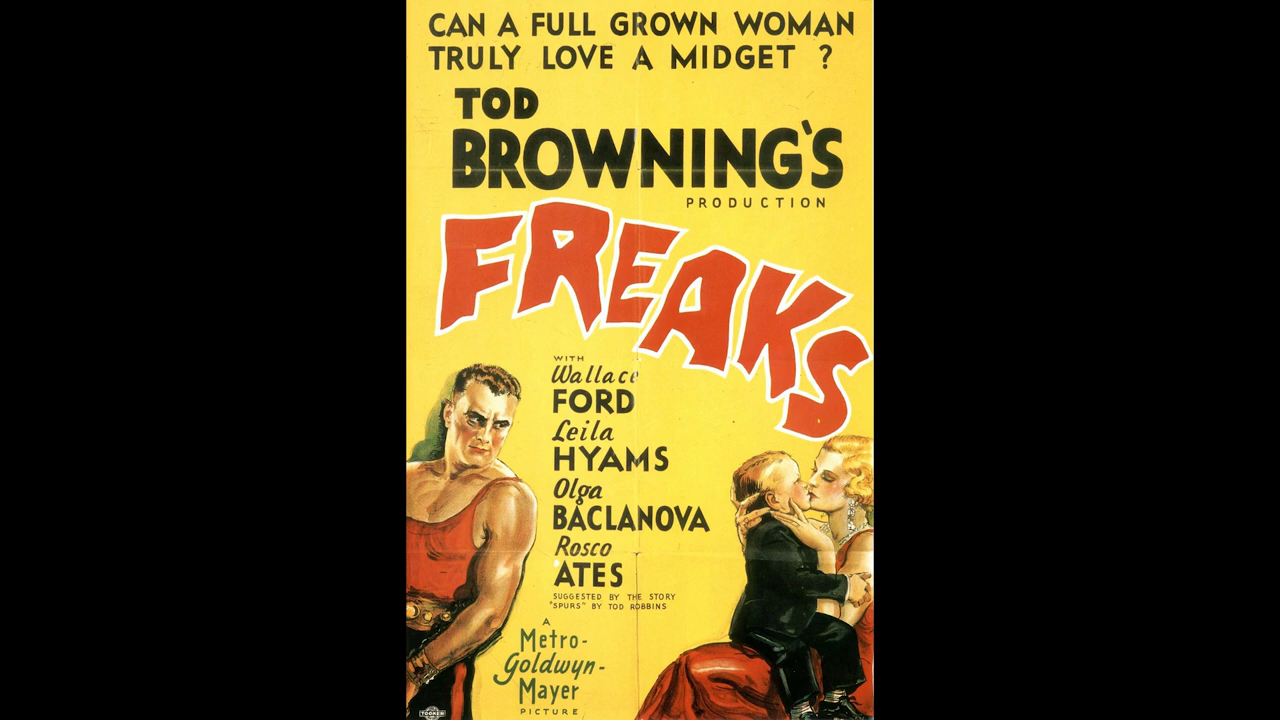 CAN A FULL GROWN WOMAN
TRULY LOVE A MIDGET ?
TOD
BROWNING'S
PRODUCTION
FREAKS
WITH
Wallace
FORD
Leila
HYAMS
Olga
BACLANOVA
Rosco
ATES
SUGGESTED BY THE STORY
"SPURS" BY TOD ROBBINS
A
Metro-
Goldwyn-
Mayer
PICTURE
TOOKER